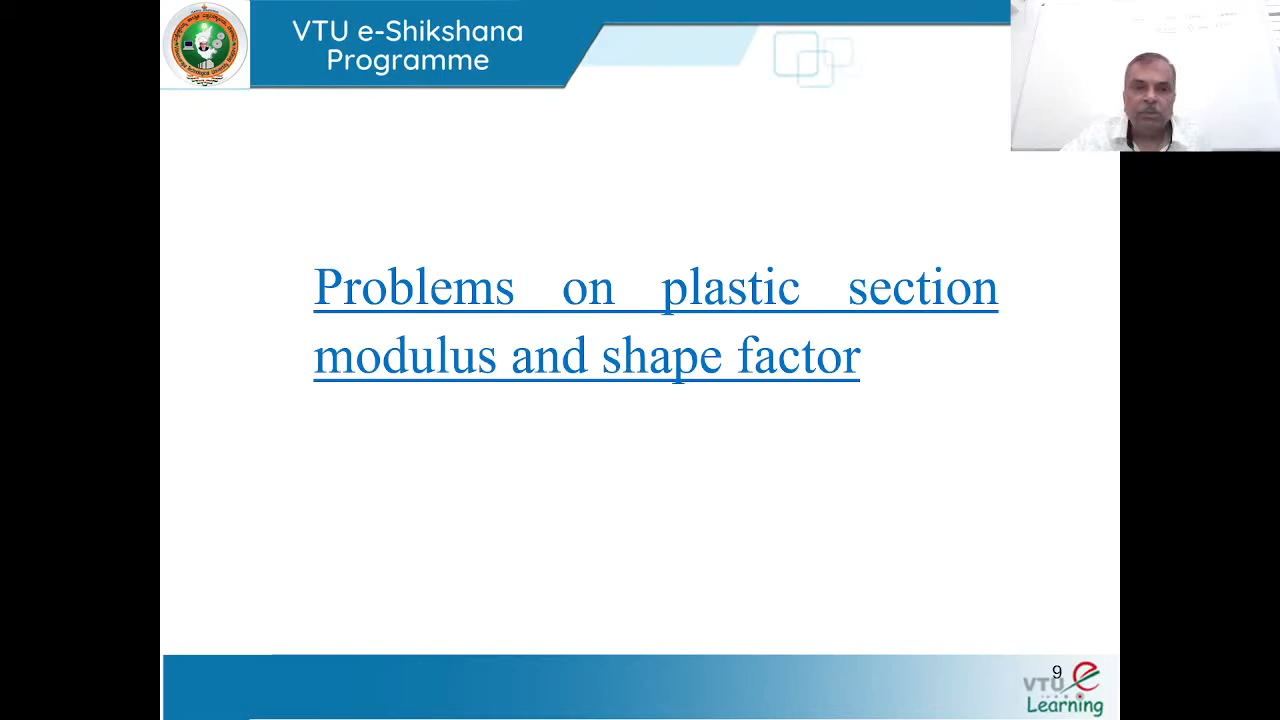 VTU e-Shikshana
Programme
Problems on plastic section
modulus and shape factor
9
VTU e
Learning